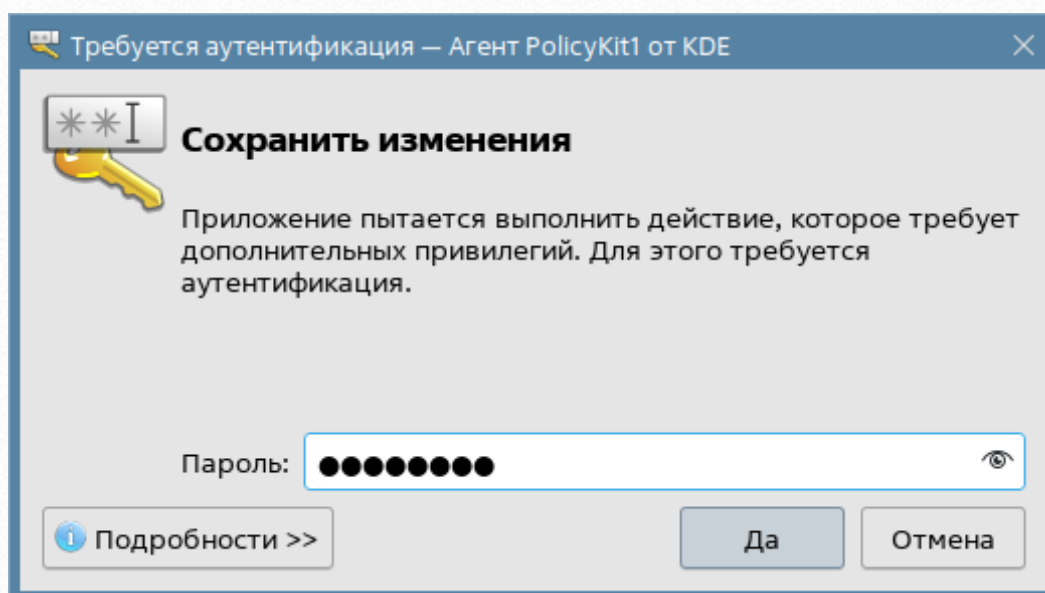 Требуется аутентификация — Агент PolicyKit1 от KDE
Сохранить изменения
Приложение пытается выполнить действие, которое требует
дополнительных привилегий. Для этого требуется
аутентификация.
Пароль: ●●●●●●●●
Подробности >>
Да
Отмена